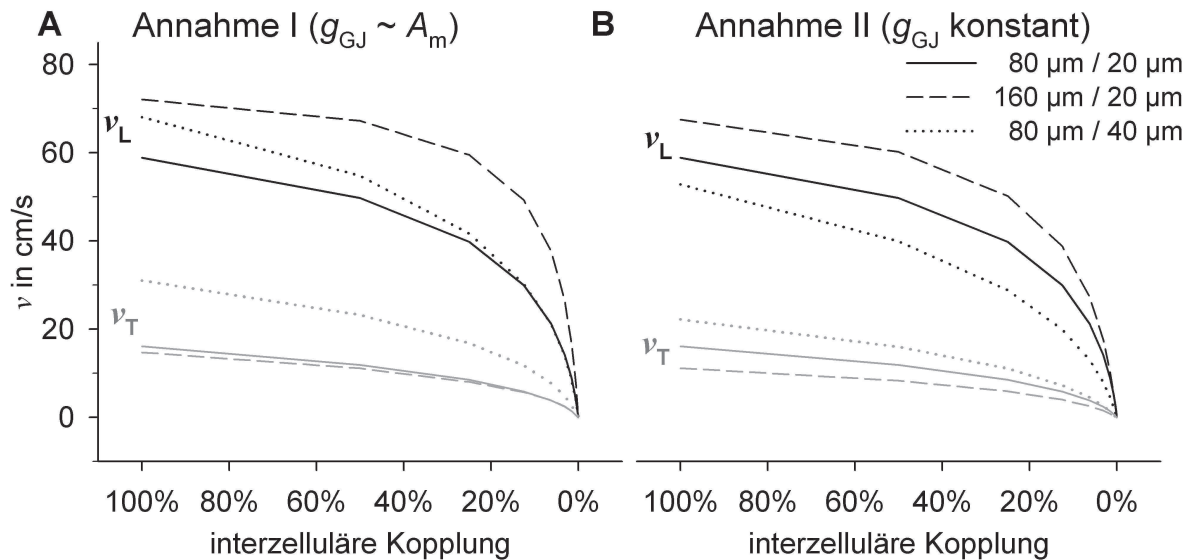 A Annahme I (gGJ ~ Am)
B Annahme II (gGJ konstant)
80 µm / 20 µm
160 µm / 20 µm
80 µm / 40 µm
v in cm/s
80
60
40
20
0
vL
vT
vL
vT
100% 80% 60% 40% 20% 0%
100% 80% 60% 40% 20% 0%
interzelluläre Kopplung
interzelluläre Kopplung